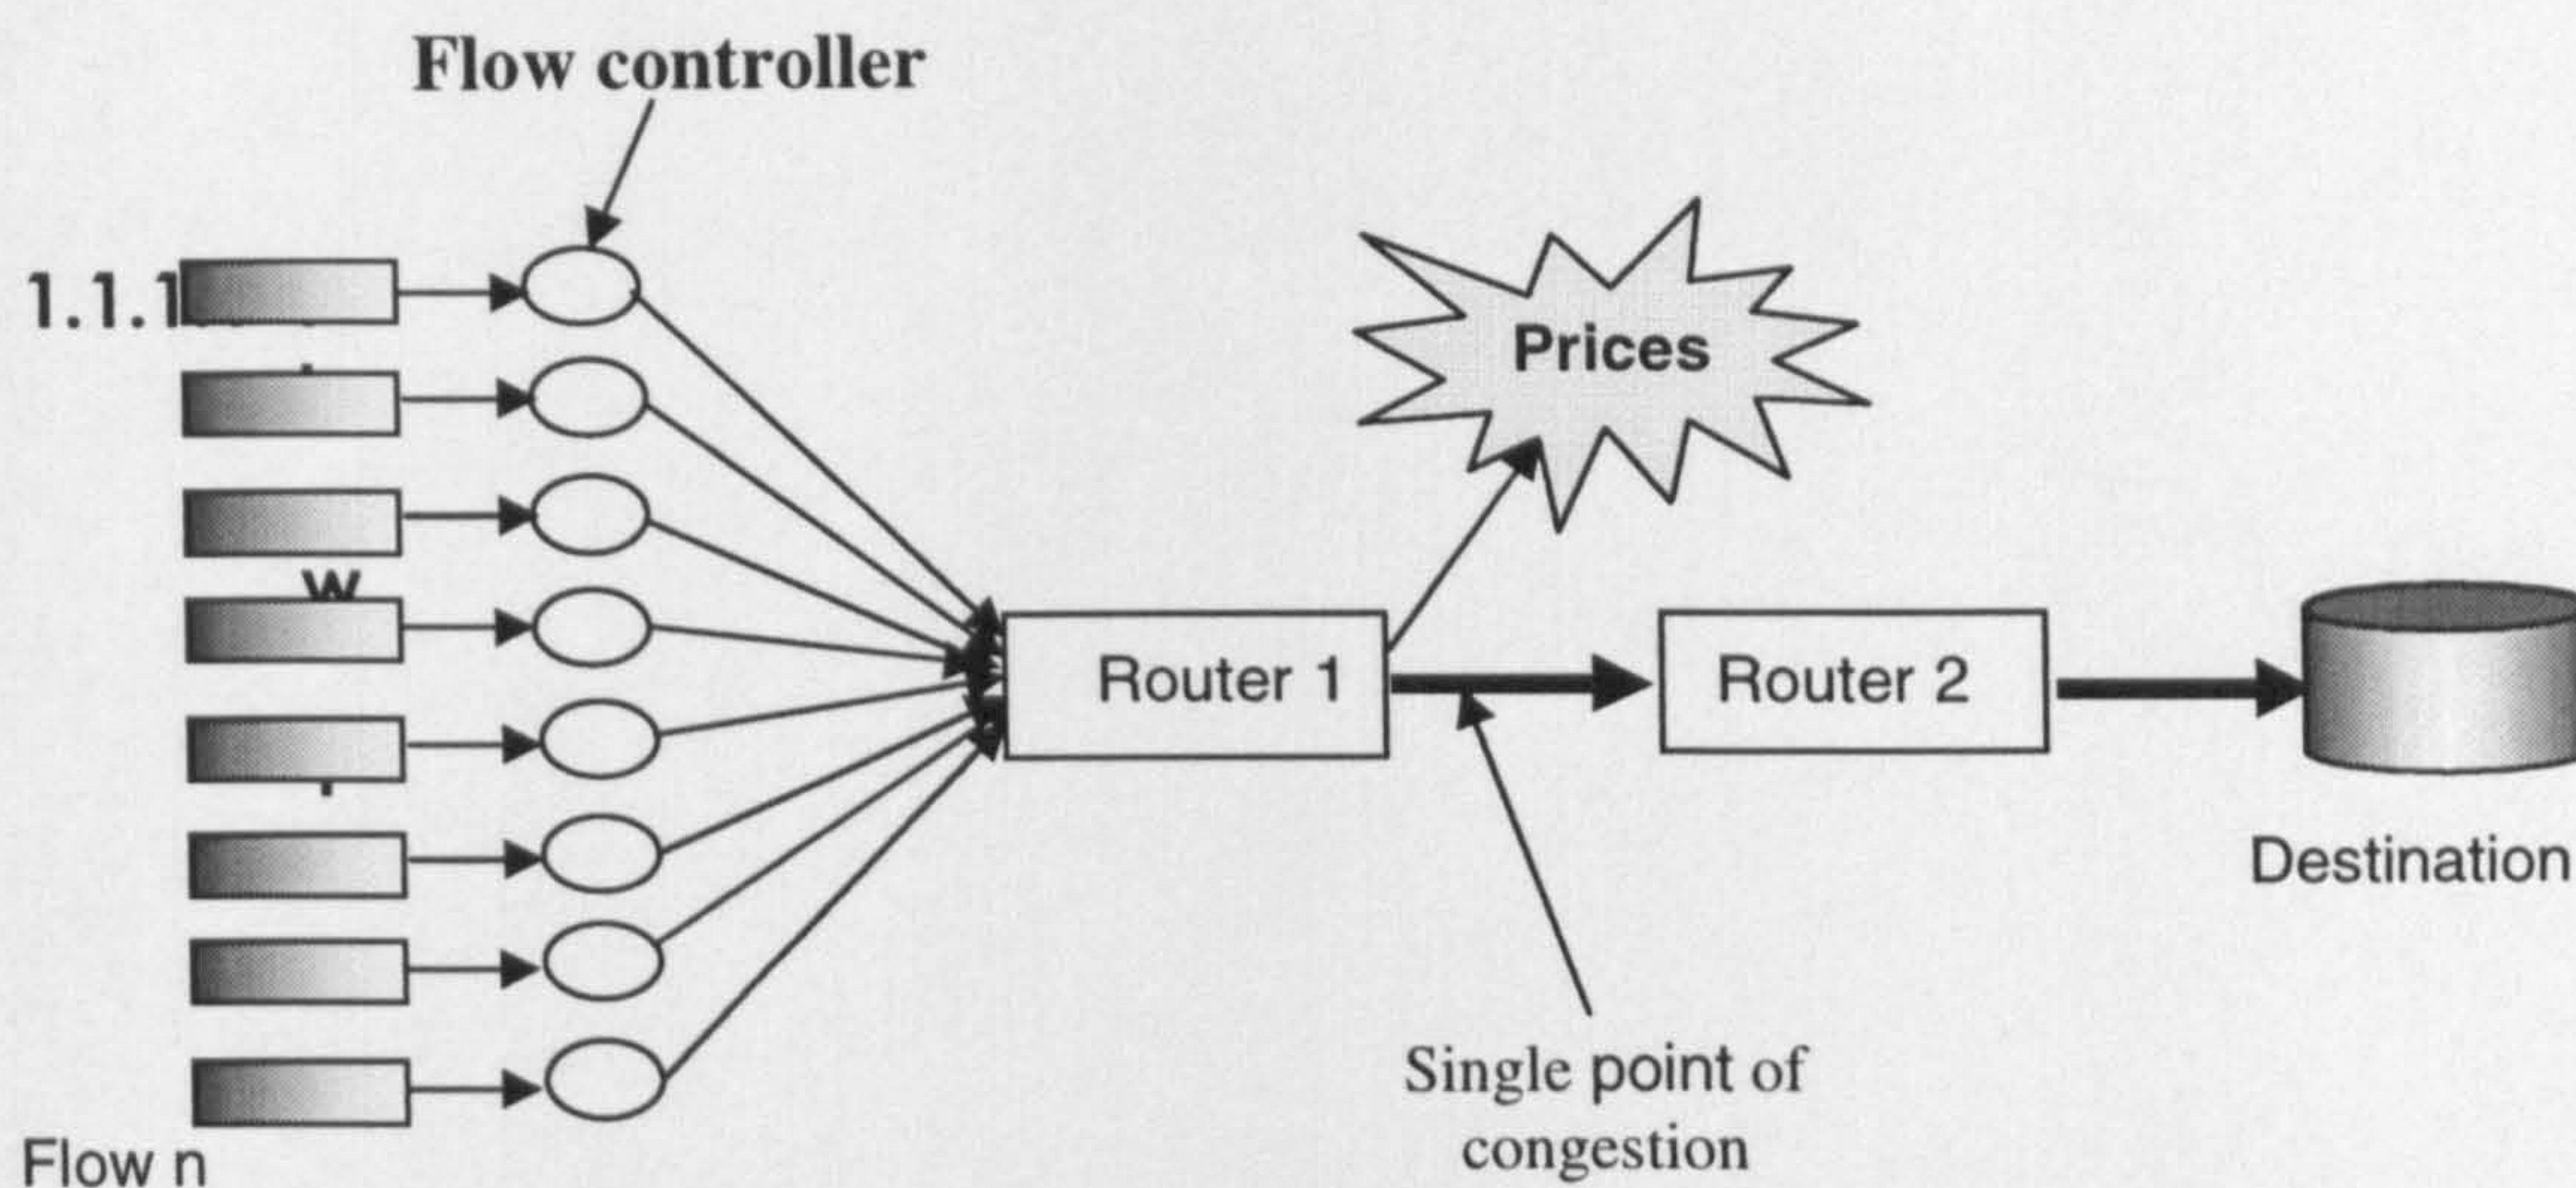 Flow controller
1.1.1
Prices
w
Router 1
Router 2
Destination
Single point of
congestion
Flow n